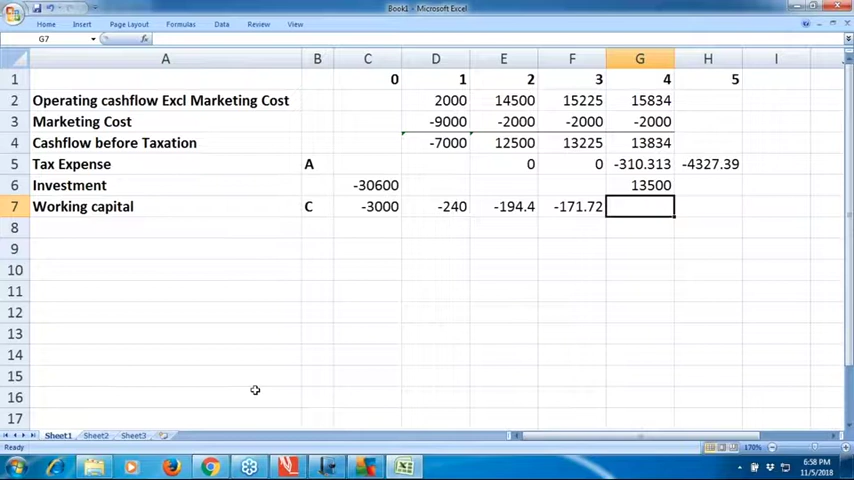 Book1 - Microsoft Excel
Home Insert Page Layout Formulas Data Review View
G7 fx
A B C D E F G H I
1 0 1 2 3 4 5
2 Operating cashflow Excl Marketing Cost 2000 14500 15225 15834
3 Marketing Cost -9000 -2000 -2000 -2000
4 Cashflow before Taxation -7000 12500 13225 13834
5 Tax Expense A 0 0 -310.313 -4327.39
6 Investment -30600 13500
7 Working capital C -3000 -240 -194.4 -171.72
8
9
10
11
12
13
14
15
16
17
Sheet1 Sheet2 Sheet3
Ready 170%
6:58 PM
11/5/2018